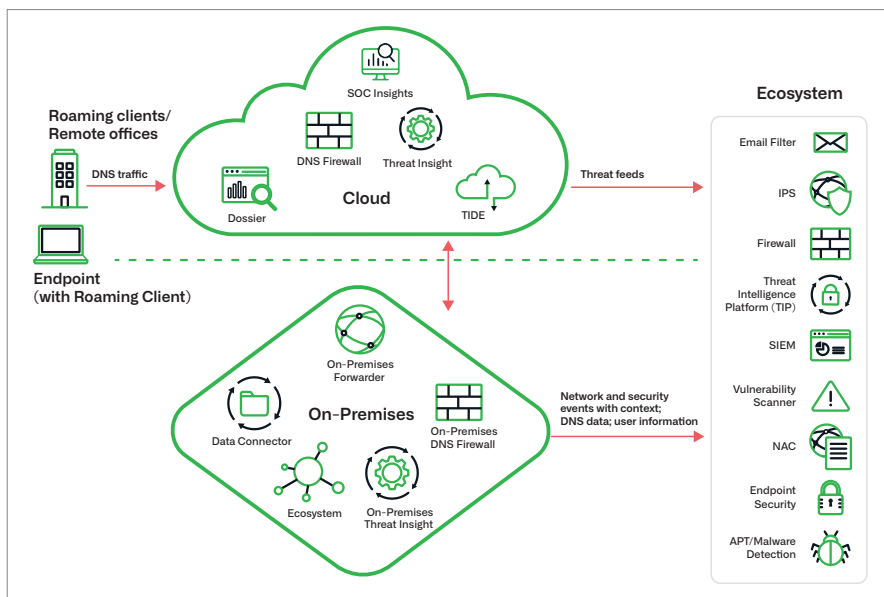 SOC Insights
Ecosystem
Roaming clients/
Remote offices
DNS traffic
DNS Firewall
Threat Insight
Dossier
Cloud
TIDE
Threat feeds
Endpoint
(with Roaming Client)
On-Premises
Forwarder
On-Premises
Data Connector
On-Premises
DNS Firewall
Ecosystem
On-Premises
Threat Insight
Network and security
events with context;
DNS data; user information
Email Filter
IPS
Firewall
Threat
Intelligence
Platform (TIP)
SIEM
Vulnerability
Scanner
NAC
Endpoint
Security
APT/Malware
Detection